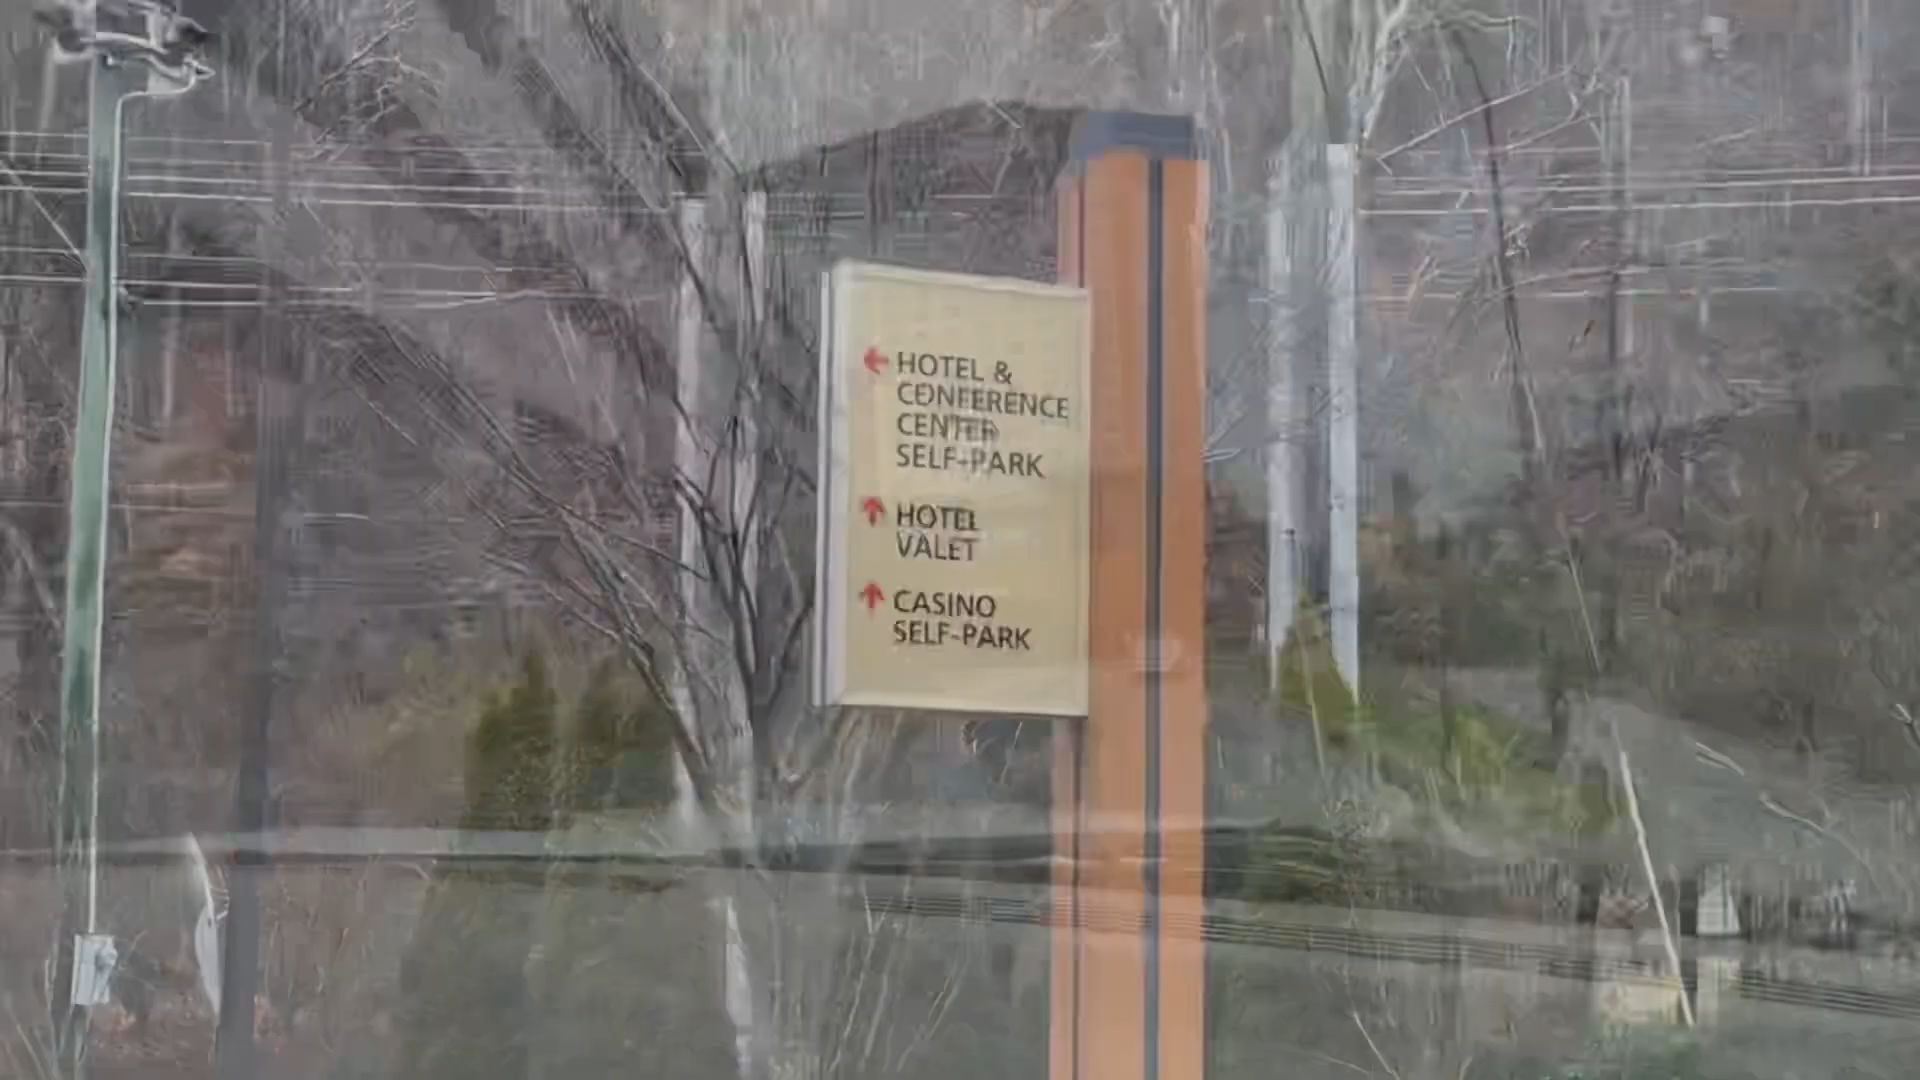 HOTEL &
CONFERENCE
CENTER
SELF-PARK
HOTEL
VALET
CASINO
SELF-PARK